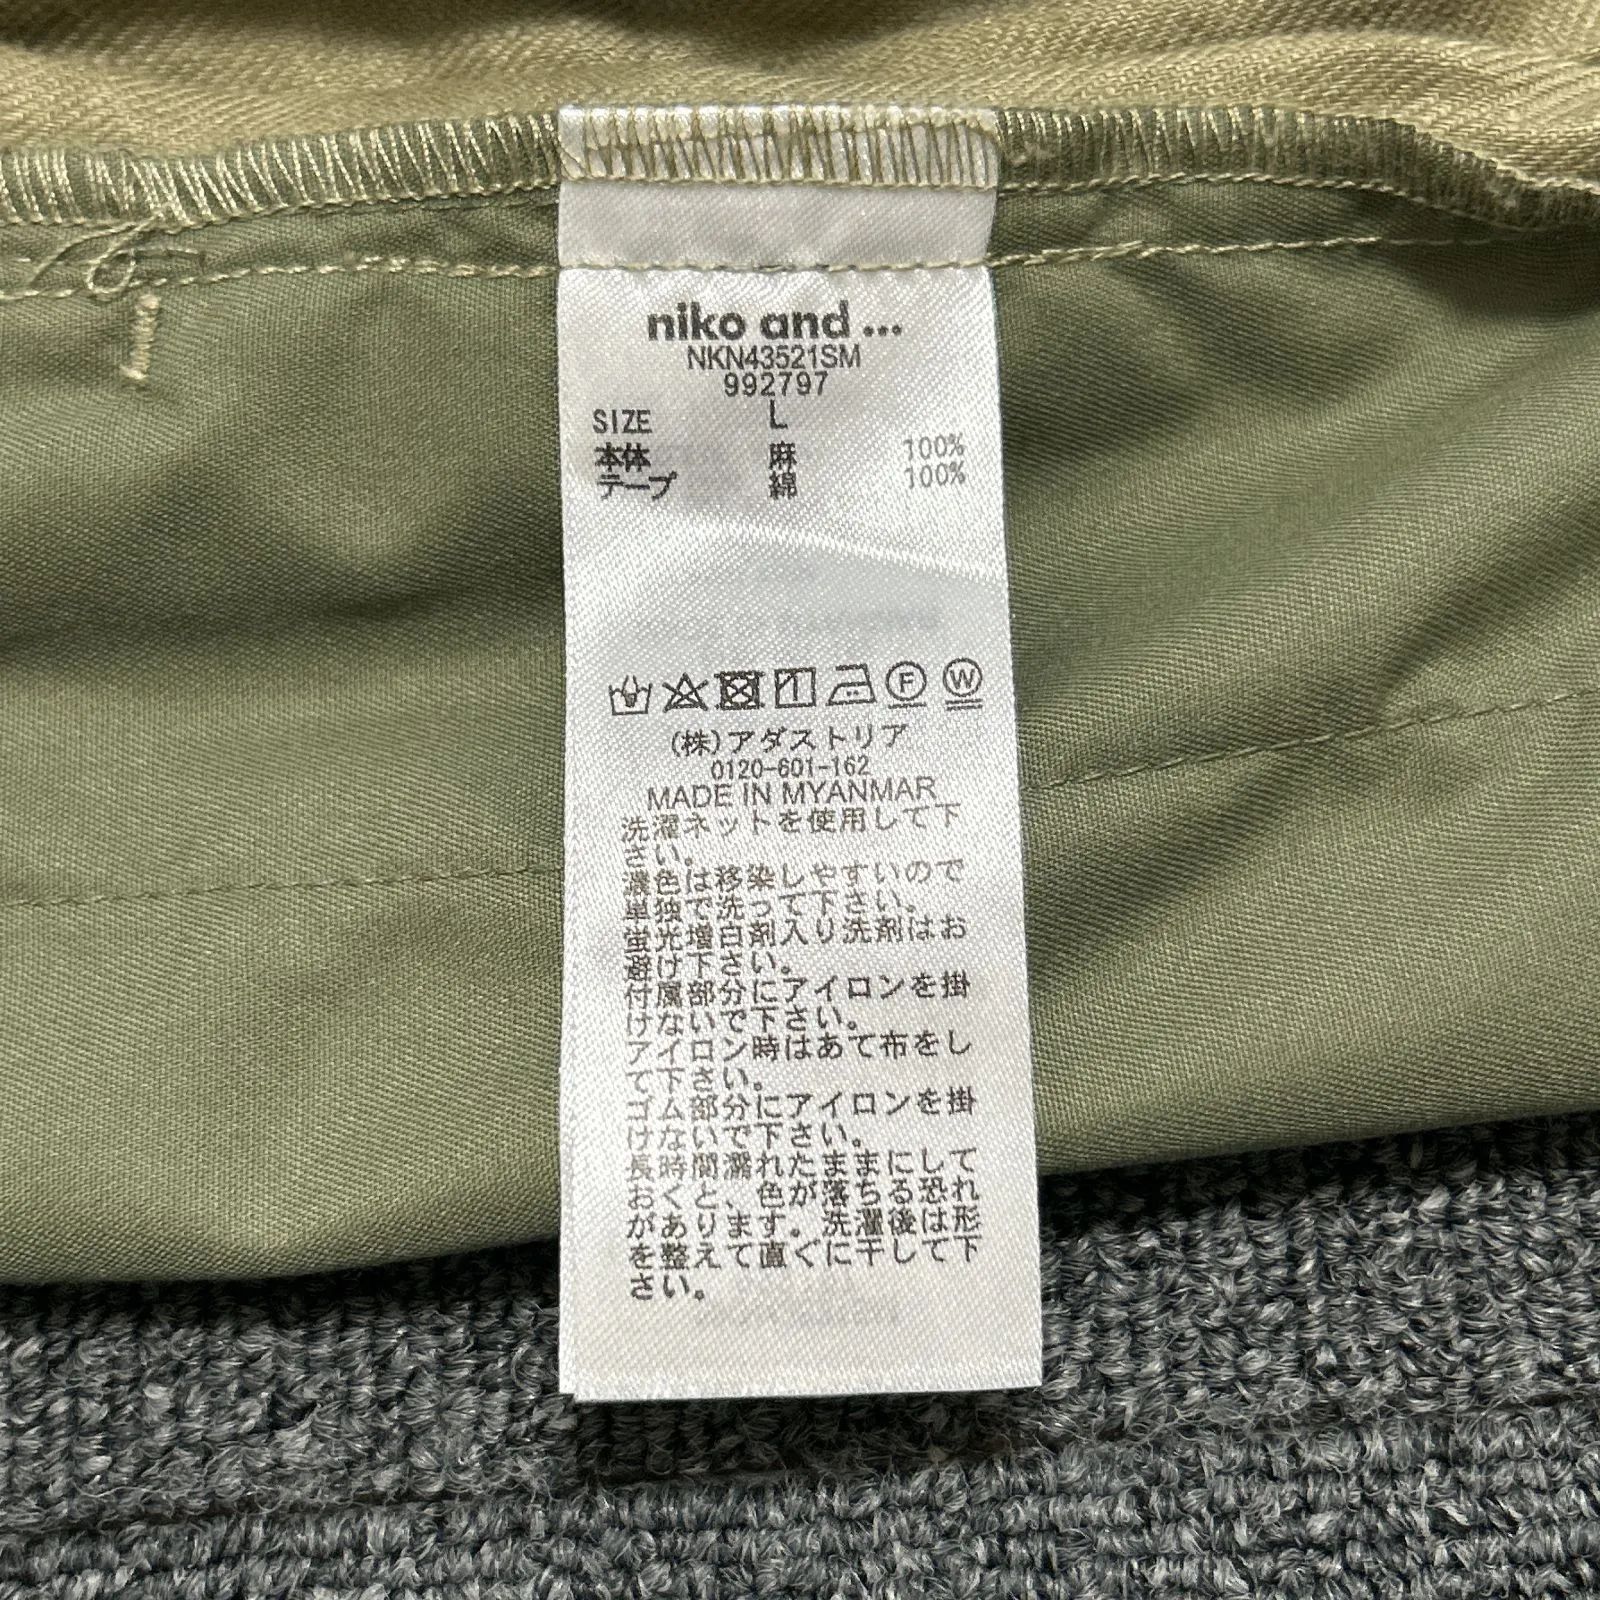 niko and ...
NKN43521SM
992797
SIZE L
本体 麻 100%
テープ 綿 100%
F W
(株)アダストリア
0120-601-162
MADE IN MYANMAR
洗濯ネットを使用して下
さい。
濃色は移染しやすいので
単独で洗って下さい。
蛍光増白剤入り洗剤はお
避け下さい。
付属部分にアイロンを掛
けないで下さい。
アイロン時はあて布をし
て下さい。
ゴム部分にアイロンを掛
けないで下さい。
長時間濡れたままにして
おくと、色が落ちる恐れ
があります。洗濯後は形
を整えて直ぐに干して下
さい。